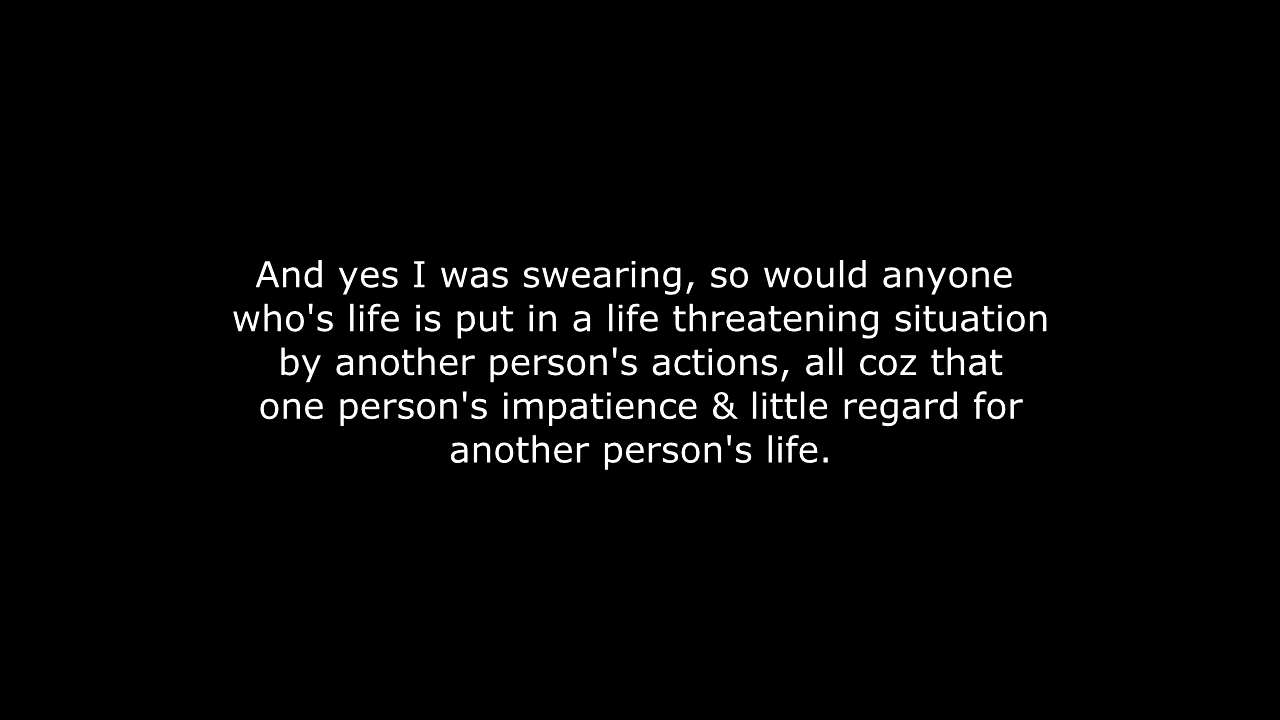 And yes I was swearing, so would anyone
who's life is put in a life threatening situation
by another person's actions, all coz that
one person's impatience & little regard for
another person's life.